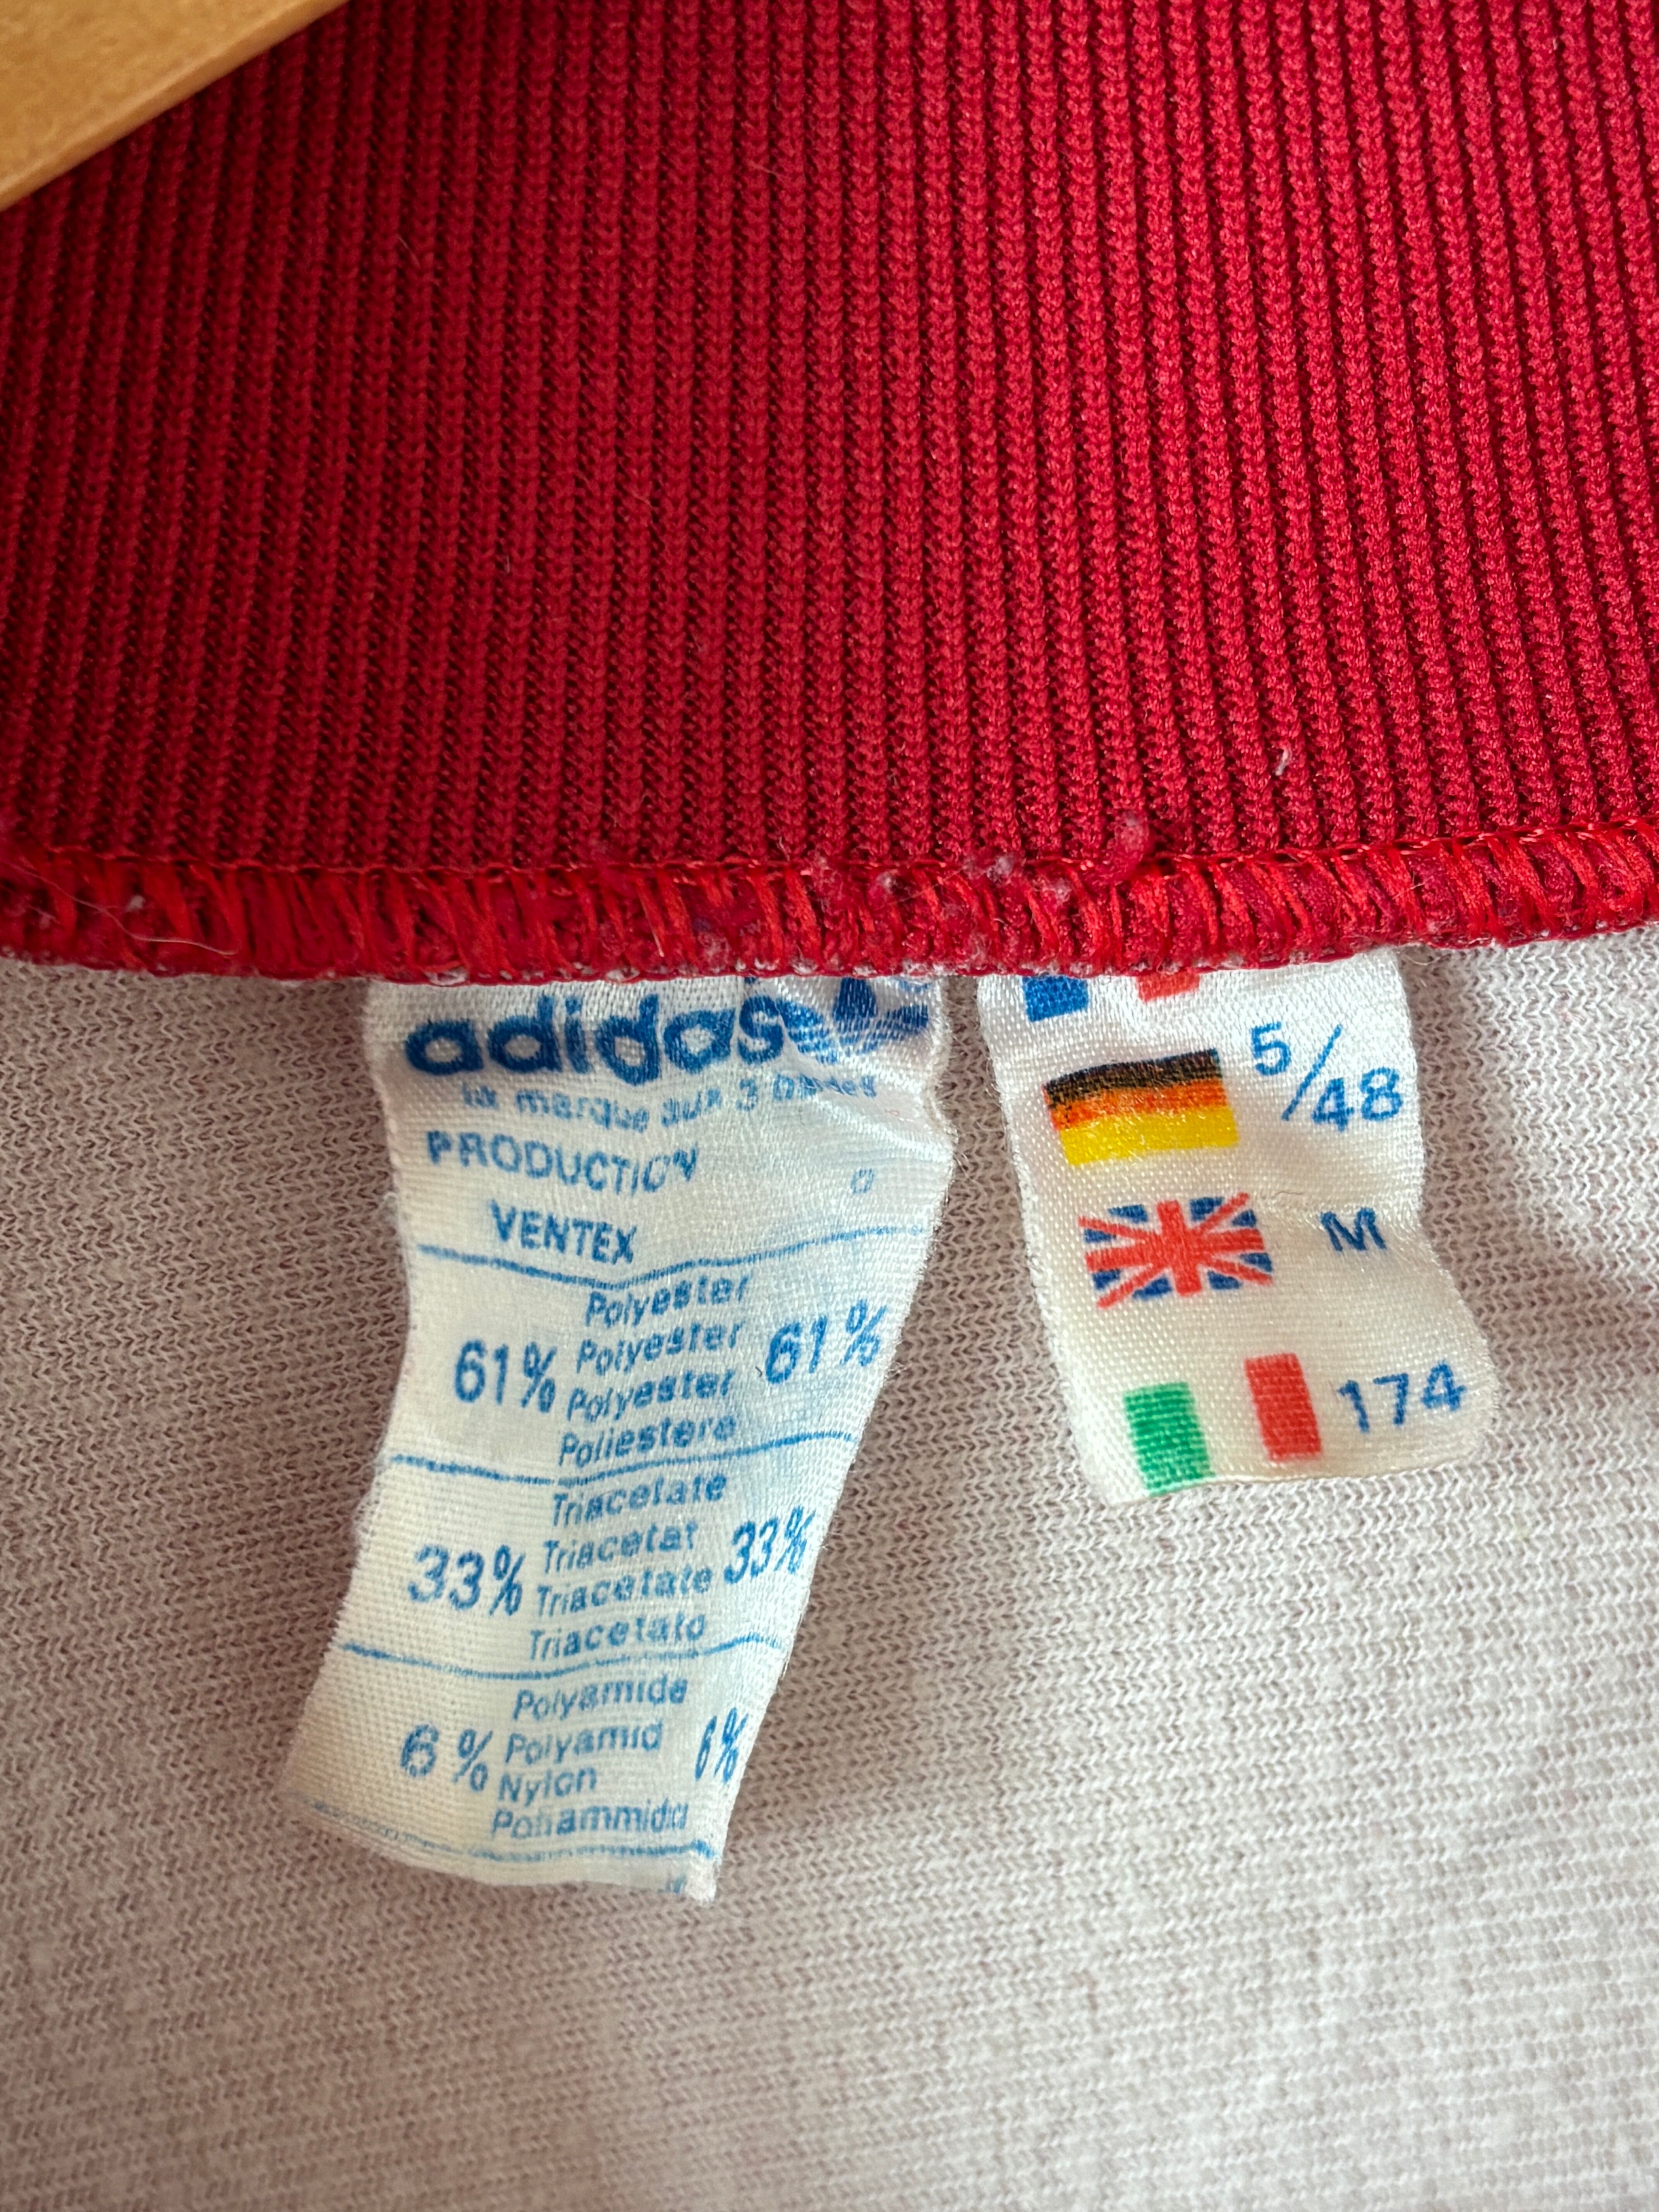 adidas
la marque aux 3 bandes
PRODUCTION
VENTEX
Polyester
61% Polyester 61%
Polyester
Poliestere
Triacetate
33% Triacetat 33%
Triacetate
Triacetato
Polyamide
6% Polyamid 6%
Nylon
Poliammida
5/48
M
174